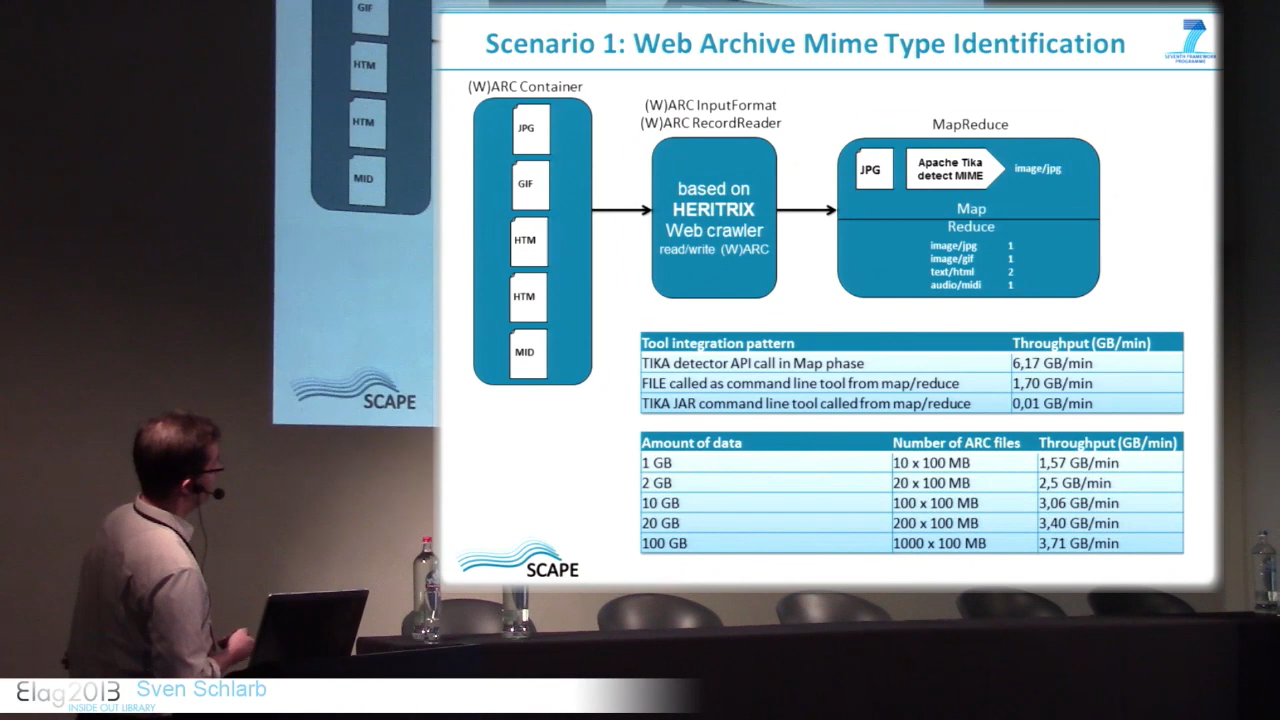 GIF
HTM
HTM
MID
SCAPE
Scenario 1: Web Archive Mime Type Identification
7
SEVENTH FRAMEWORK
PROGRAMME
(W)ARC Container
JPG
GIF
HTM
HTM
MID
(W)ARC InputFormat
(W)ARC RecordReader
based on
HERITRIX
Web crawler
read/write (W)ARC
MapReduce
JPG
Apache Tika
detect MIME
image/jpg
Map
Reduce
image/jpg 1
image/gif 1
text/html 2
audio/midi 1
Tool integration pattern Throughput (GB/min)
TIKA detector API call in Map phase 6,17 GB/min
FILE called as command line tool from map/reduce 1,70 GB/min
TIKA JAR command line tool called from map/reduce 0,01 GB/min
Amount of data Number of ARC files Throughput (GB/min)
1 GB 10 x 100 MB 1,57 GB/min
2 GB 20 x 100 MB 2,5 GB/min
10 GB 100 x 100 MB 3,06 GB/min
20 GB 200 x 100 MB 3,40 GB/min
100 GB 1000 x 100 MB 3,71 GB/min
SCAPE
Elag2013 Sven Schlarb
INSIDE OUT LIBRARY